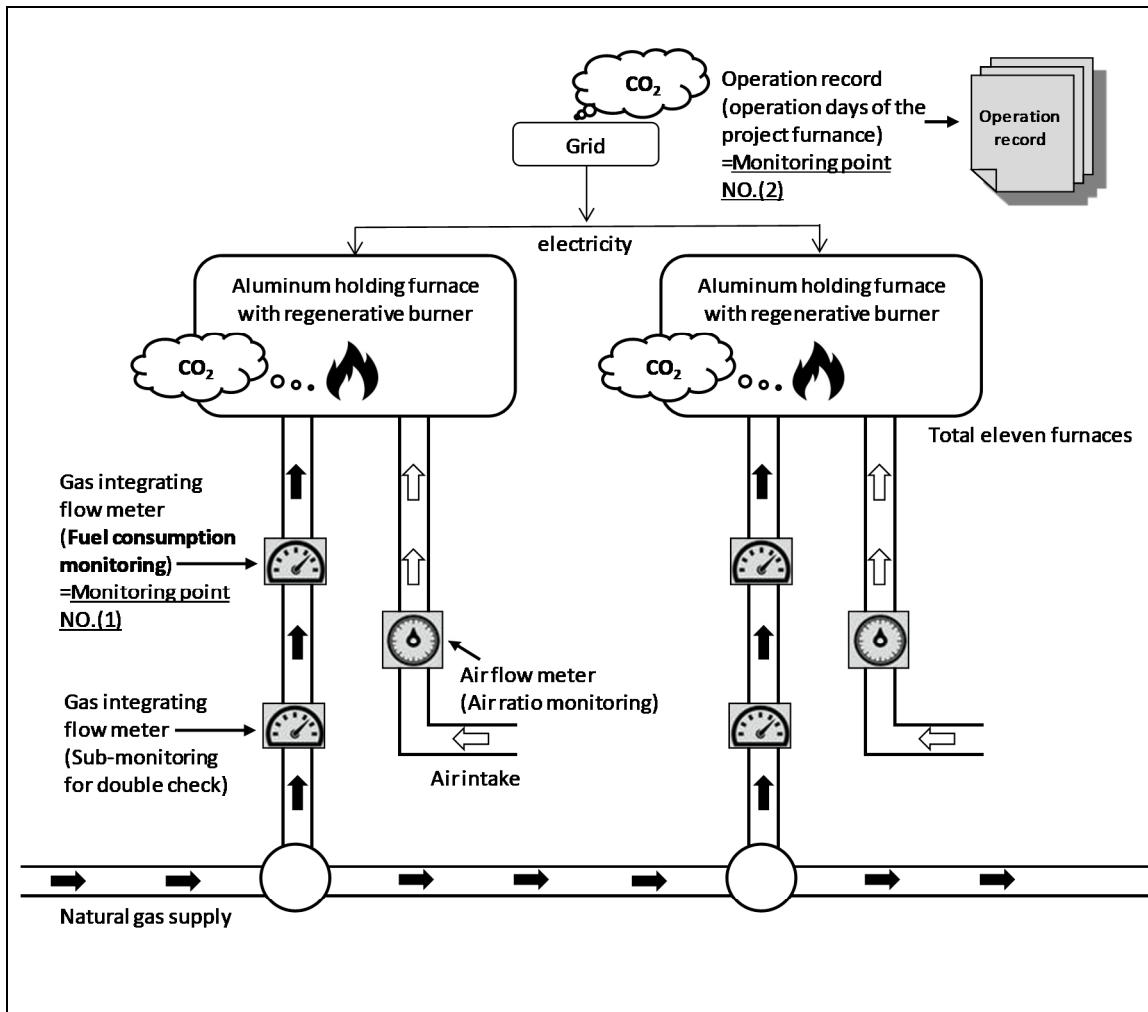 CO2
Grid
Operation record
(operation days of the
project furnance)
=Monitoring point
NO.(2)
Operation
record
electricity
Aluminum holding furnace
with regenerative burner
CO2
Aluminum holding furnace
with regenerative burner
CO2
Total eleven furnaces
Gas integrating
flow meter
(Fuel consumption
monitoring)
=Monitoring point
NO.(1)
Air flow meter
(Air ratio monitoring)
Gas integrating
flow meter
(Sub-monitoring
for double check)
Air intake
Natural gas supply